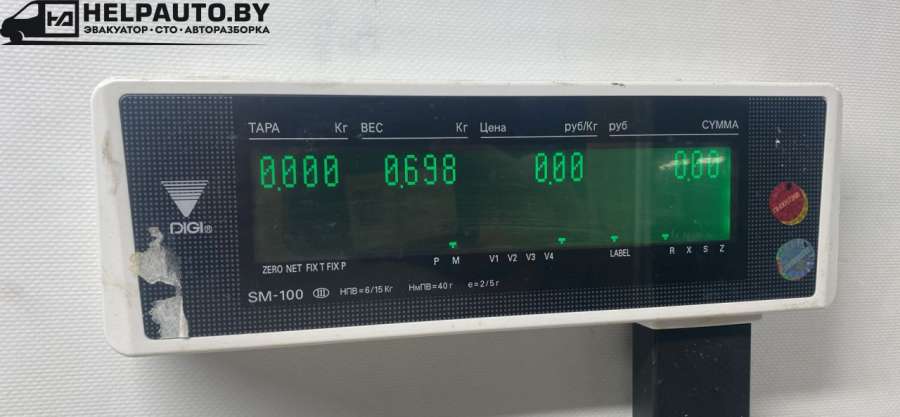 HELPAUTO.BY
ЭВАКУАТОР • СТО • АВТОРАЗБОРКА
ТАРА Кг ВЕС Кг Цена руб/Кг руб СУММА
0,000 0,698 0,00 0,00
DIGI®
ZERO NET FIX T FIX P P M V1 V2 V3 V4 LABEL R X S Z
SM-100 III НПВ=6/15 Кг НмПВ=40 г e=2/5 г